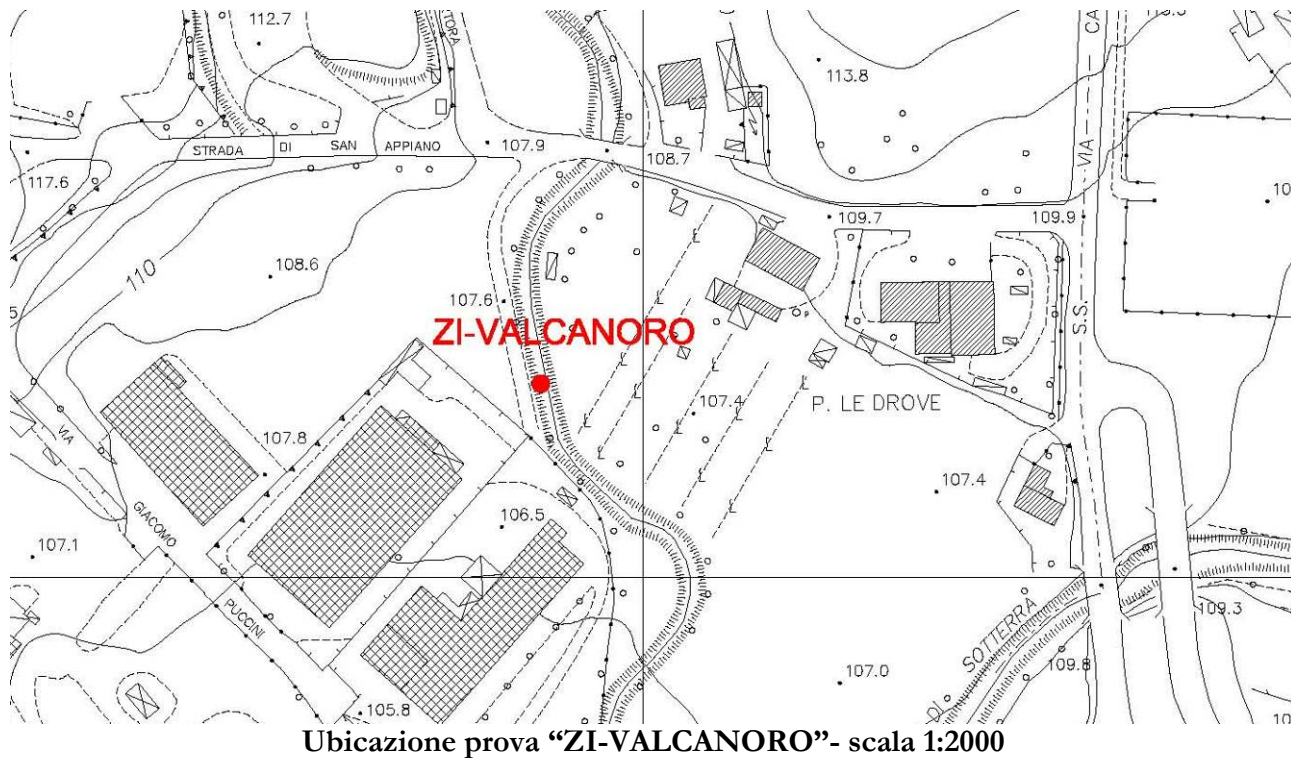 112.7
113.8
CA
STRADA DI SAN APPIANO
107.9
108.7
VIA
117.6
109.7
109.9
110
108.6
107.6
S.S.
ZI-VALCANORO
107.4
P. LE DROVE
VIA
107.8
107.4
GIACOMO
106.5
107.1
PUCCINI
SOTTERRA
109.3
107.0
109.8
DI
105.8
Ubicazione prova “ZI-VALCANORO”- scala 1:2000